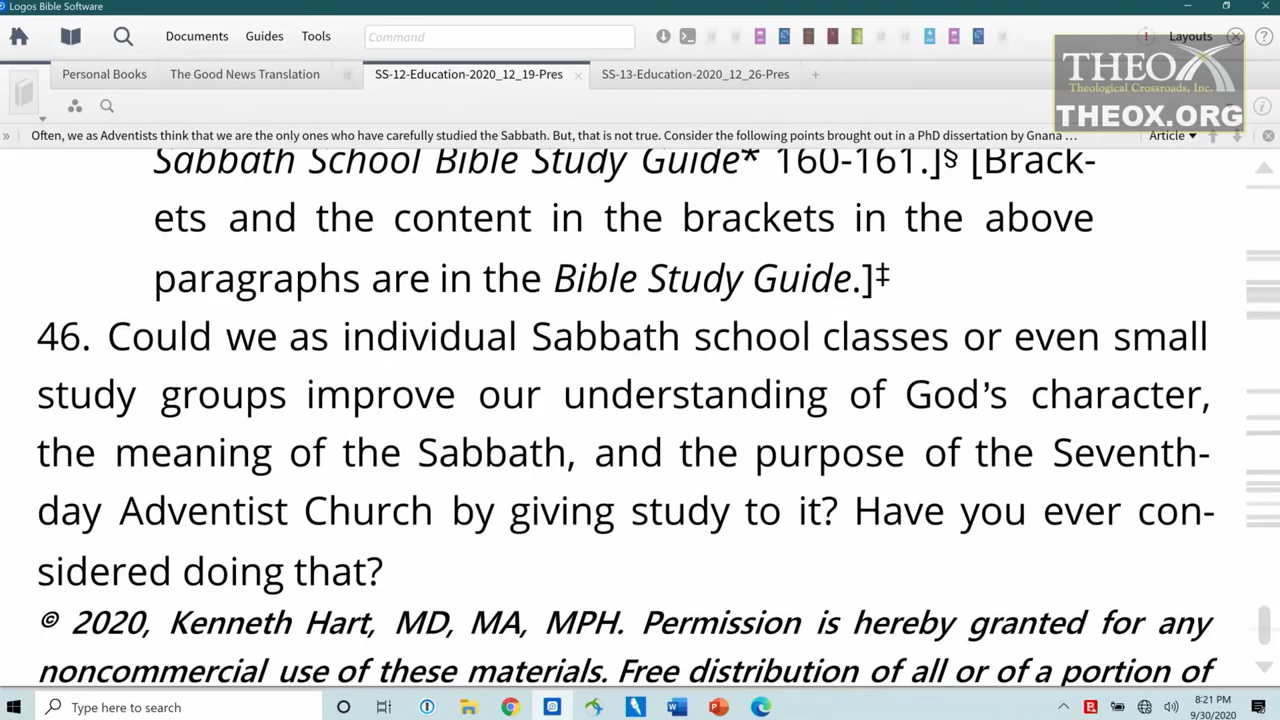 Logos Bible Software
Documents Guides Tools Command Layouts
Personal Books The Good News Translation SS-12-Education-2020_12_19-Pres SS-13-Education-2020_12_26-Pres
THEOX
Theological Crossroads, Inc.
THEOX.ORG
Often, we as Adventists think that we are the only ones who have carefully studied the Sabbath. But, that is not true. Consider the following points brought out in a PhD dissertation by Gnana ... Article
Sabbath School Bible Study Guide* 160-161.]§ [Brack-
ets and the content in the brackets in the above
paragraphs are in the Bible Study Guide.]‡
46. Could we as individual Sabbath school classes or even small
study groups improve our understanding of God's character,
the meaning of the Sabbath, and the purpose of the Seventh-
day Adventist Church by giving study to it? Have you ever con-
sidered doing that?
© 2020, Kenneth Hart, MD, MA, MPH. Permission is hereby granted for any
noncommercial use of these materials. Free distribution of all or of a portion of
Type here to search
8:21 PM
9/30/2020